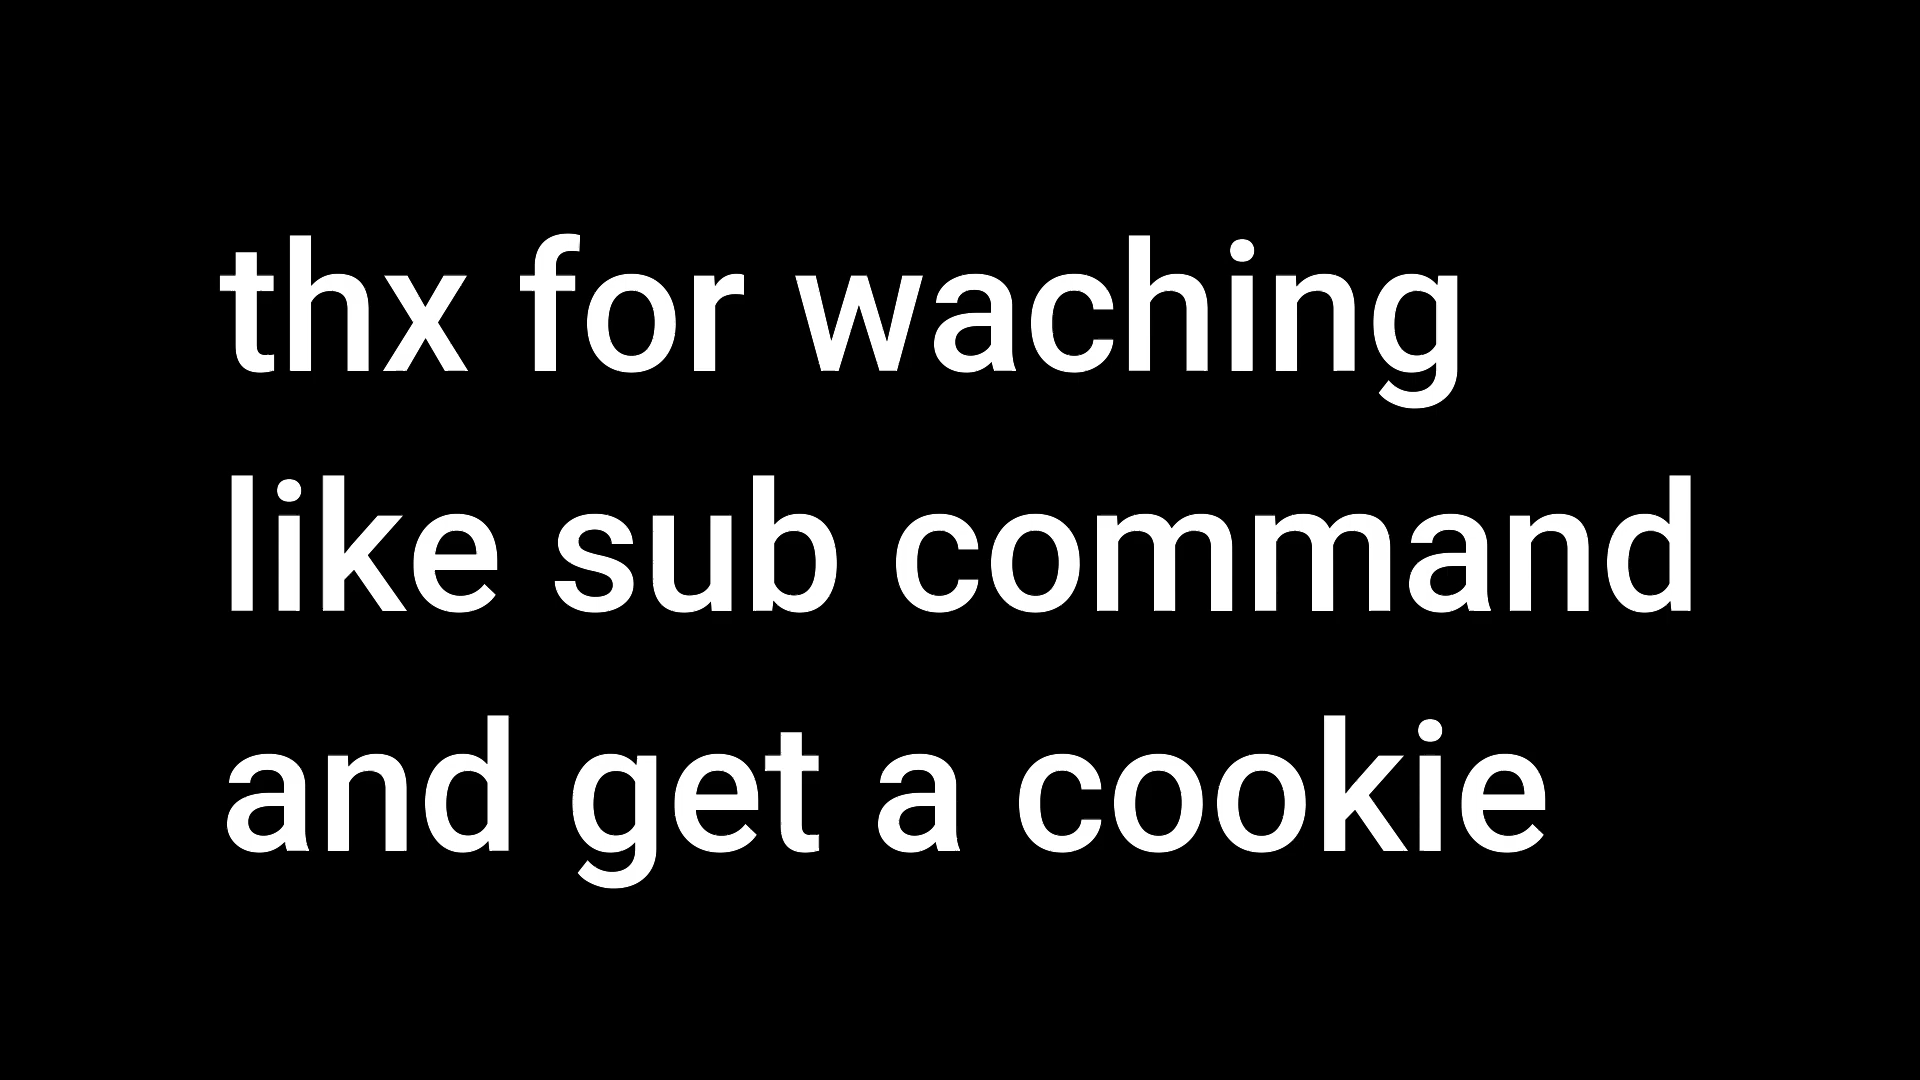 thx for waching
like sub command
and get a cookie